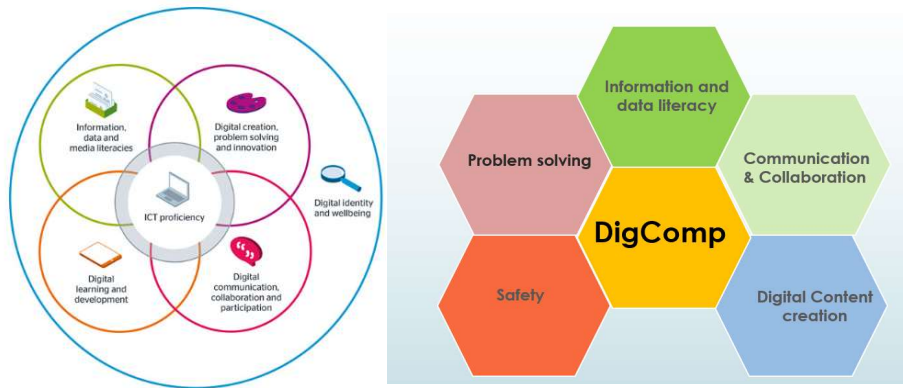 Information,
data and
media literacies
Digital creation,
problem solving
and innovation
ICT proficiency
Digital identity
and wellbeing
Digital
learning and
development
Digital
communication,
collaboration and
participation
Information and
data literacy
Problem solving
Communication
& Collaboration
DigComp
Safety
Digital Content
creation